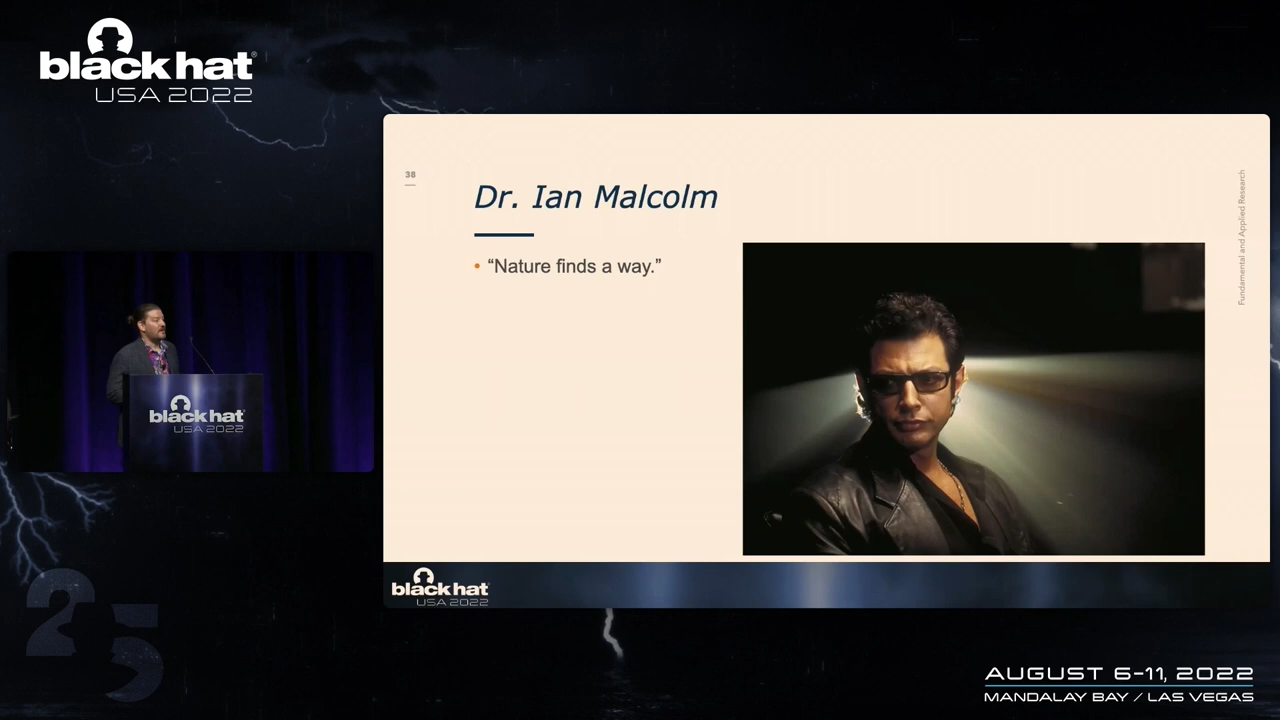 black hat®
USA 2022
38
Dr. Ian Malcolm
• “Nature finds a way.”
Fundamental and Applied Research
black hat
USA 2022
black hat
USA 2022
25
AUGUST 6-11, 2022
MANDALAY BAY / LAS VEGAS